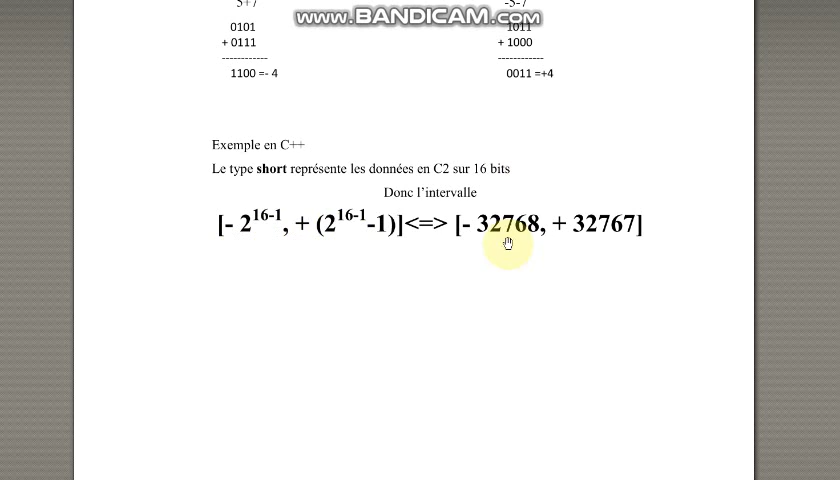 5+7
-5-7
www.BANDICAM.com
0101
+ 0111
------------
1100 =- 4
1011
+ 1000
------------
0011 =+4
Exemple en C++
Le type short représente les données en C2 sur 16 bits
Donc l'intervalle
[- 2^16-1, + (2^16-1-1)]<=> [- 32768, + 32767]